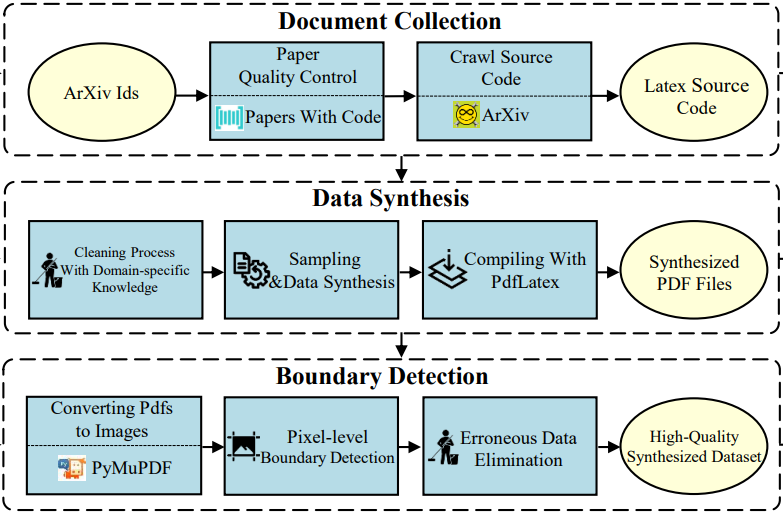 Document Collection
ArXiv Ids
Paper
Quality Control
Papers With Code
Crawl Source
Code
ArXiv
Latex Source
Code
Data Synthesis
Cleaning Process
With Domain-specific
Knowledge
Sampling
&Data Synthesis
Compiling With
PdfLatex
Synthesized
PDF Files
Boundary Detection
Converting Pdfs
to Images
PyMuPDF
Pixel-level
Boundary Detection
Erroneous Data
Elimination
High-Quality
Synthesized Dataset